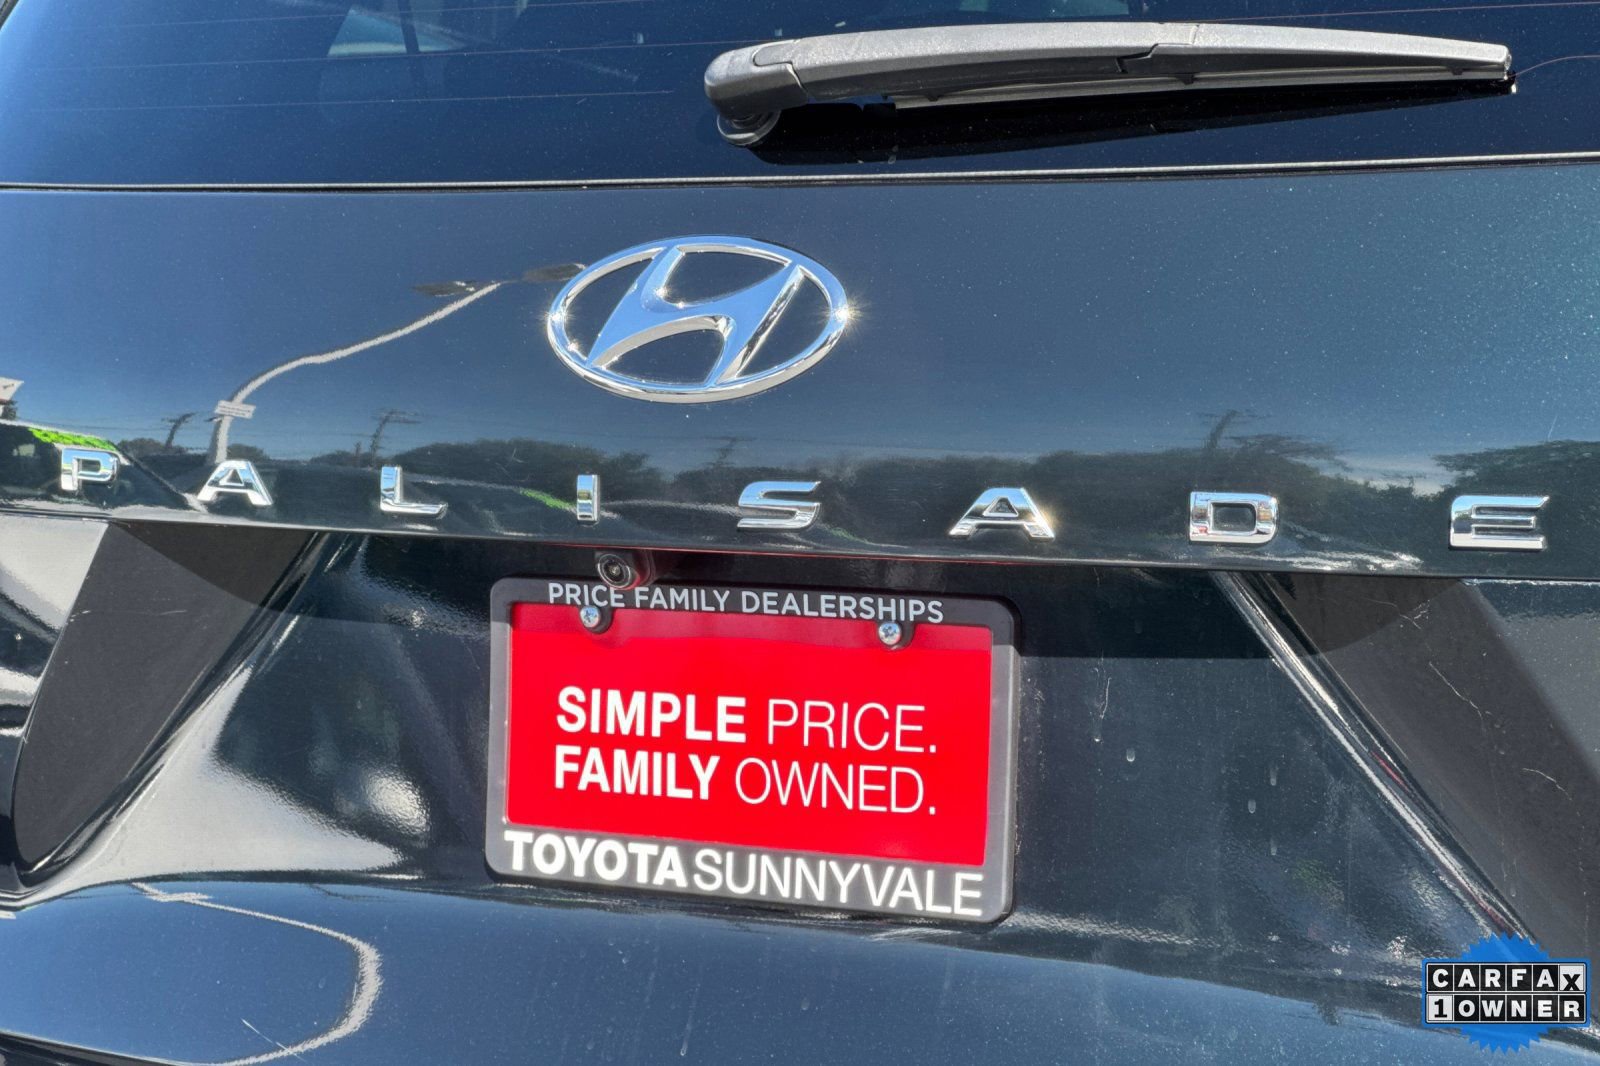 PALISADE
PRICE FAMILY DEALERSHIPS
SIMPLE PRICE.
FAMILY OWNED.
TOYOTA SUNNYVALE
CARFAX
1 OWNER